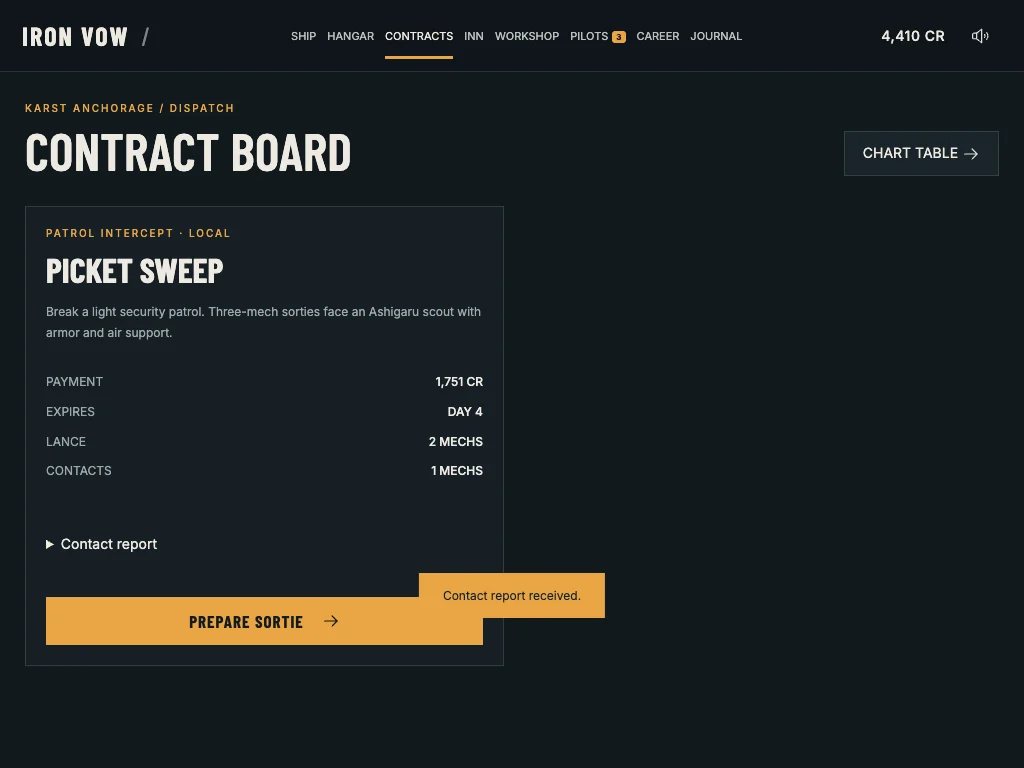 IRON VOW /
SHIP HANGAR CONTRACTS INN WORKSHOP PILOTS 3 CAREER JOURNAL
4,410 CR
KARST ANCHORAGE / DISPATCH
CONTRACT BOARD
CHART TABLE →
PATROL INTERCEPT · LOCAL
PICKET SWEEP
Break a light security patrol. Three-mech sorties face an Ashigaru scout with
armor and air support.
PAYMENT 1,751 CR
EXPIRES DAY 4
LANCE 2 MECHS
CONTACTS 1 MECHS
▶ Contact report
Contact report received.
PREPARE SORTIE →